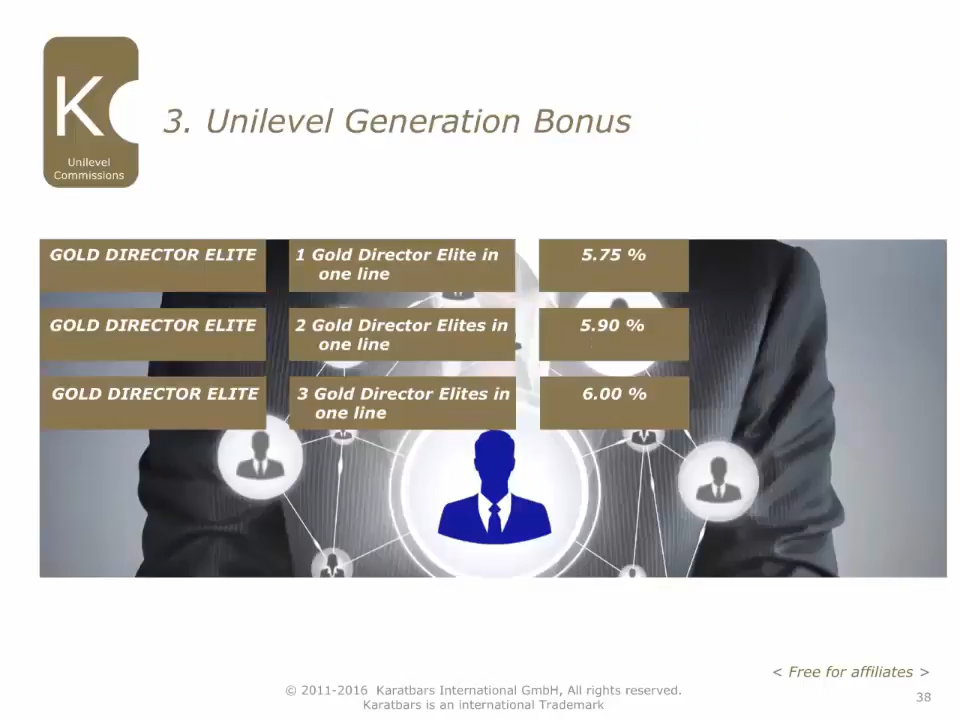 K
Unilevel
Commissions
3. Unilevel Generation Bonus
GOLD DIRECTOR ELITE
1 Gold Director Elite in
one line
5.75 %
GOLD DIRECTOR ELITE
2 Gold Director Elites in
one line
5.90 %
GOLD DIRECTOR ELITE
3 Gold Director Elites in
one line
6.00 %
< Free for affiliates >
© 2011-2016 Karatbars International GmbH, All rights reserved.
Karatbars is an international Trademark
38